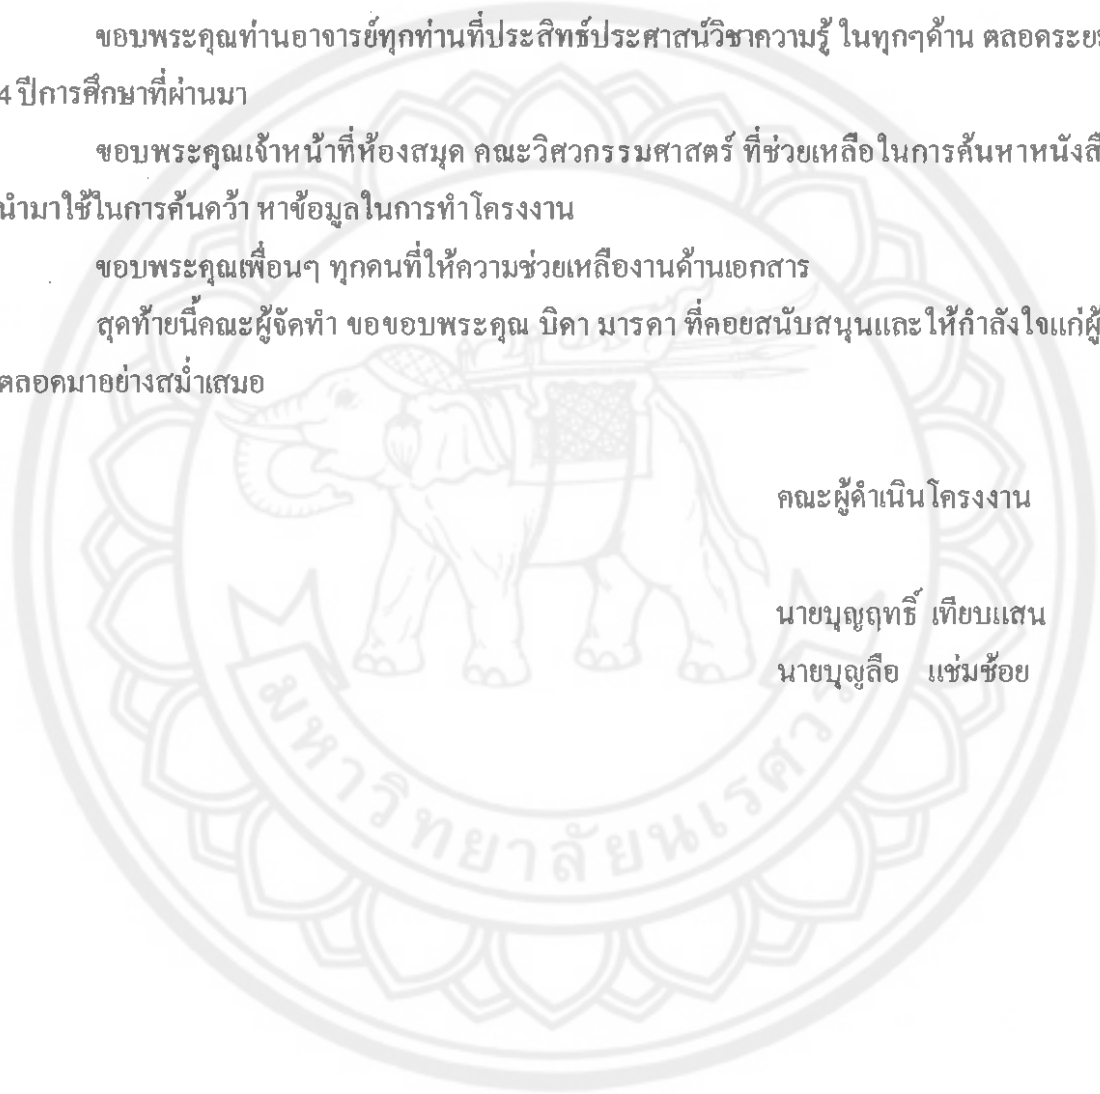 ขอบพระคุณท่านอาจารย์ทุกท่านที่ประสิทธ์ประศาสน์วิชาความรู้ ในทุกๆด้าน ตลอดระยะ
4 ปีการศึกษาที่ผ่านมา
ขอบพระคุณเจ้าหน้าที่ห้องสมุด คณะวิศวกรรมศาสตร์ ที่ช่วยเหลือในการค้นหาหนังสื
นำมาใช้ในการค้นคว้า หาข้อมูลในการทำโครงงาน
ขอบพระคุณเพื่อนๆ ทุกคนที่ให้ความช่วยเหลืองานด้านเอกสาร
สุดท้ายนี้คณะผู้จัดทำ ขอขอบพระคุณ บิดา มารดา ที่คอยสนับสนุนและให้กำลังใจแก่ผู้
ตลอดมาอย่างสม่ำเสมอ
คณะผู้ดำเนินโครงงาน
นายบุญฤทธิ์ เทียบแสน
นายบุญลือ แช่มช้อย
มหาวิทยาลัยนเรศวร